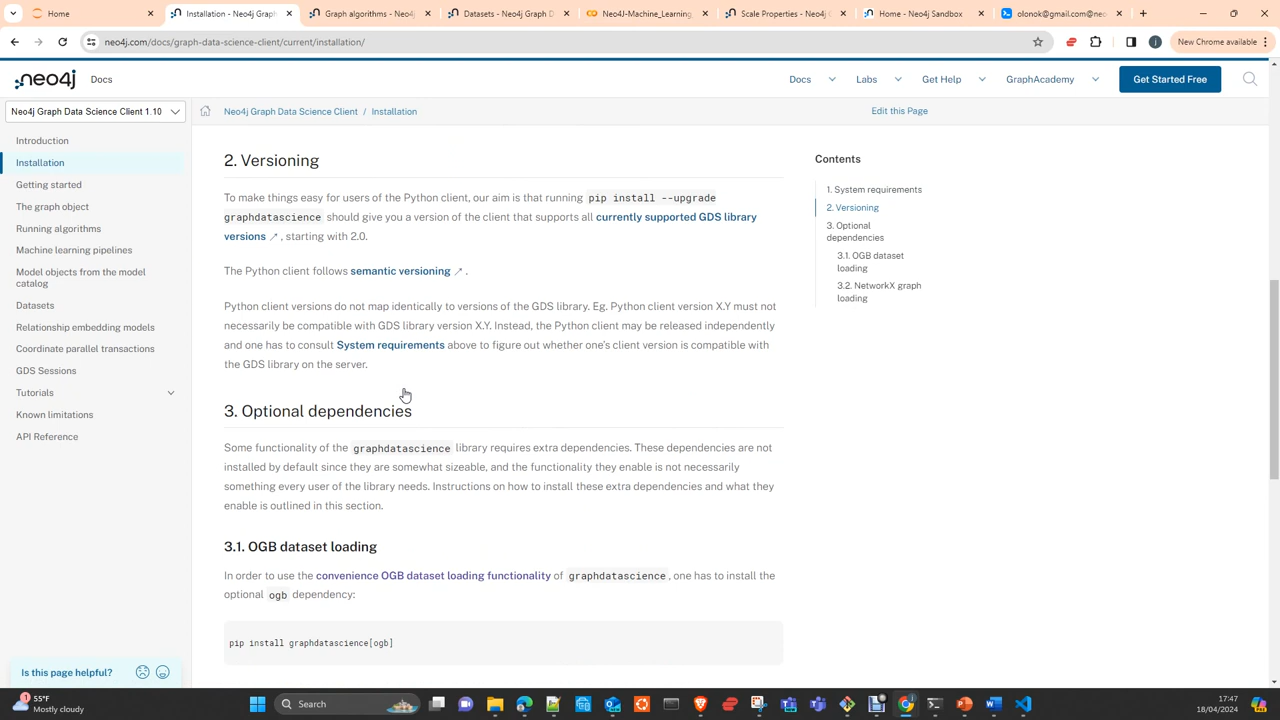 Home
Installation - Neo4j Graph
Graph algorithms - Neo4j G
Datasets - Neo4j Graph D
Neo4J-Machine_Learning
Scale Properties - Neo4j G
Home - Neo4j Sandbox
olonok@gmail.com@neo
neo4j.com/docs/graph-data-science-client/current/installation/
New Chrome available
neo4j
Docs
Docs
Labs
Get Help
GraphAcademy
Get Started Free
Neo4j Graph Data Science Client 1.10
Neo4j Graph Data Science Client / Installation
Edit this Page
Introduction
Installation
Getting started
The graph object
Running algorithms
Machine learning pipelines
Model objects from the model
catalog
Datasets
Relationship embedding models
Coordinate parallel transactions
GDS Sessions
Tutorials
Known limitations
API Reference
Is this page helpful?
2. Versioning
To make things easy for users of the Python client, our aim is that running pip install --upgrade
graphdatascience should give you a version of the client that supports all currently supported GDS library
versions ↗ , starting with 2.0.
The Python client follows semantic versioning ↗ .
Python client versions do not map identically to versions of the GDS library. Eg. Python client version X.Y must not
necessarily be compatible with GDS library version X.Y. Instead, the Python client may be released independently
and one has to consult System requirements above to figure out whether one's client version is compatible with
the GDS library on the server.
3. Optional dependencies
Some functionality of the graphdatascience library requires extra dependencies. These dependencies are not
installed by default since they are somewhat sizeable, and the functionality they enable is not necessarily
something every user of the library needs. Instructions on how to install these extra dependencies and what they
enable is outlined in this section.
3.1. OGB dataset loading
In order to use the convenience OGB dataset loading functionality of graphdatascience, one has to install the
optional ogb dependency:
pip install graphdatascience[ogb]
Contents
1. System requirements
2. Versioning
3. Optional
dependencies
3.1. OGB dataset
loading
3.2. NetworkX graph
loading
55°F
Mostly cloudy
Search
17:47
18/04/2024